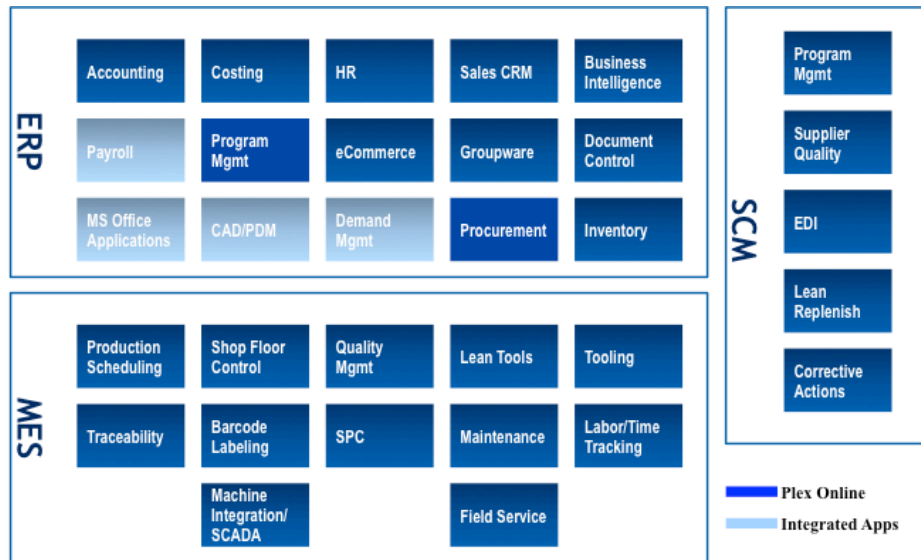 ERP
Accounting
Costing
HR
Sales CRM
Business
Intelligence
Payroll
Program
Mgmt
eCommerce
Groupware
Document
Control
MS Office
Applications
CAD/PDM
Demand
Mgmt
Procurement
Inventory
MES
Production
Scheduling
Shop Floor
Control
Quality
Mgmt
Lean Tools
Tooling
Traceability
Barcode
Labeling
SPC
Maintenance
Labor/Time
Tracking
Machine
Integration/
SCADA
Field Service
SCM
Program
Mgmt
Supplier
Quality
EDI
Lean
Replenish
Corrective
Actions
Plex Online
Integrated Apps